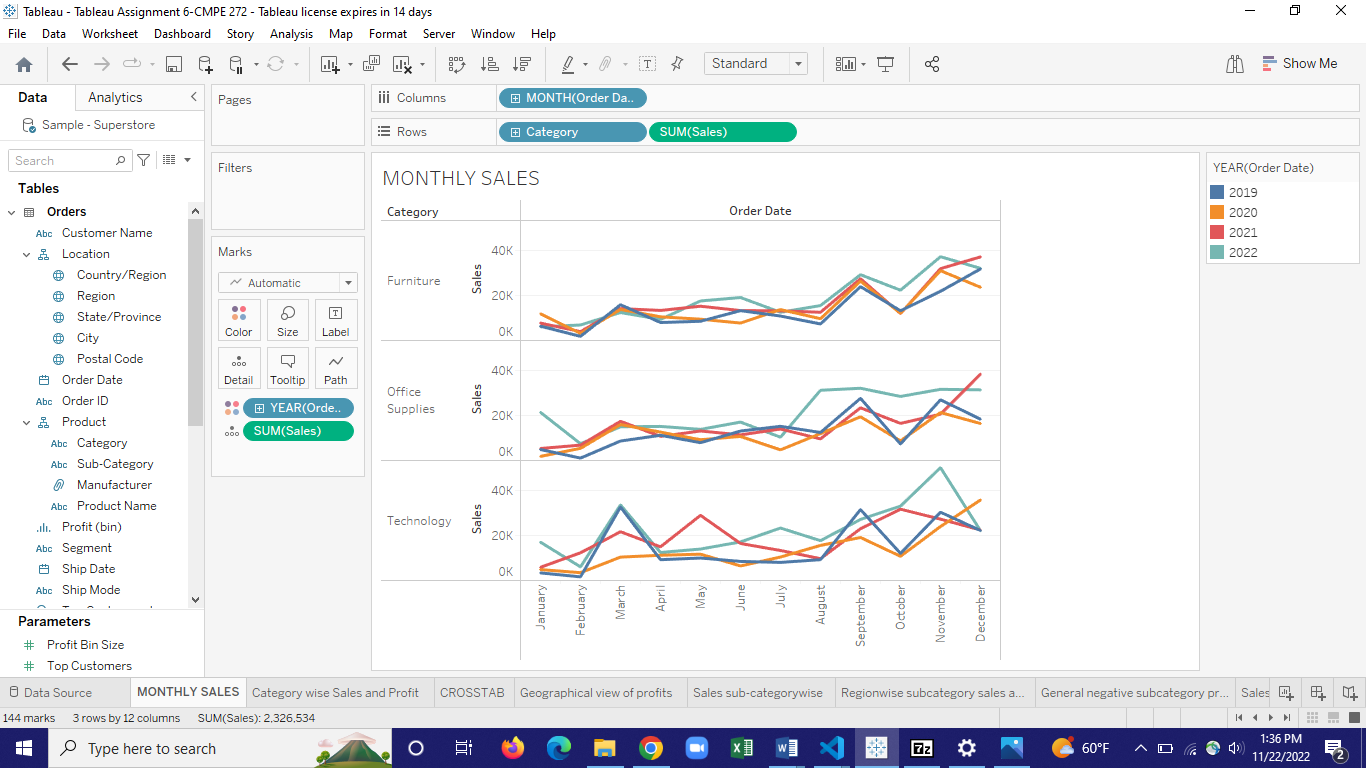 Tableau - Tableau Assignment 6-CMPE 272 - Tableau license expires in 14 days
File Data Worksheet Dashboard Story Analysis Map Format Server Window Help
Standard
Show Me
Data Analytics
Sample - Superstore
Search
Tables
Orders
Abc Customer Name
Location
Country/Region
Region
State/Province
City
Postal Code
Order Date
Abc Order ID
Product
Abc Category
Abc Sub-Category
Manufacturer
Abc Product Name
Profit (bin)
Abc Segment
Ship Date
Abc Ship Mode
Parameters
# Profit Bin Size
# Top Customers
Pages
Filters
Marks
Automatic
Color Size Label
Detail Tooltip Path
YEAR(Orde..
SUM(Sales)
Columns MONTH(Order Da..
Rows Category SUM(Sales)
MONTHLY SALES
Category Order Date
Furniture Sales 40K 20K 0K
Office Supplies Sales 40K 20K 0K
Technology Sales 40K 20K 0K
January February March April May June July August September October November December
YEAR(Order Date)
2019
2020
2021
2022
Data Source MONTHLY SALES Category wise Sales and Profit CROSSTAB Geographical view of profits Sales sub-categorywise Regionwise subcategory sales a... General negative subcategory pr... Sales
144 marks 3 rows by 12 columns SUM(Sales): 2,326,534
Type here to search
60°F
1:36 PM
11/22/2022
2